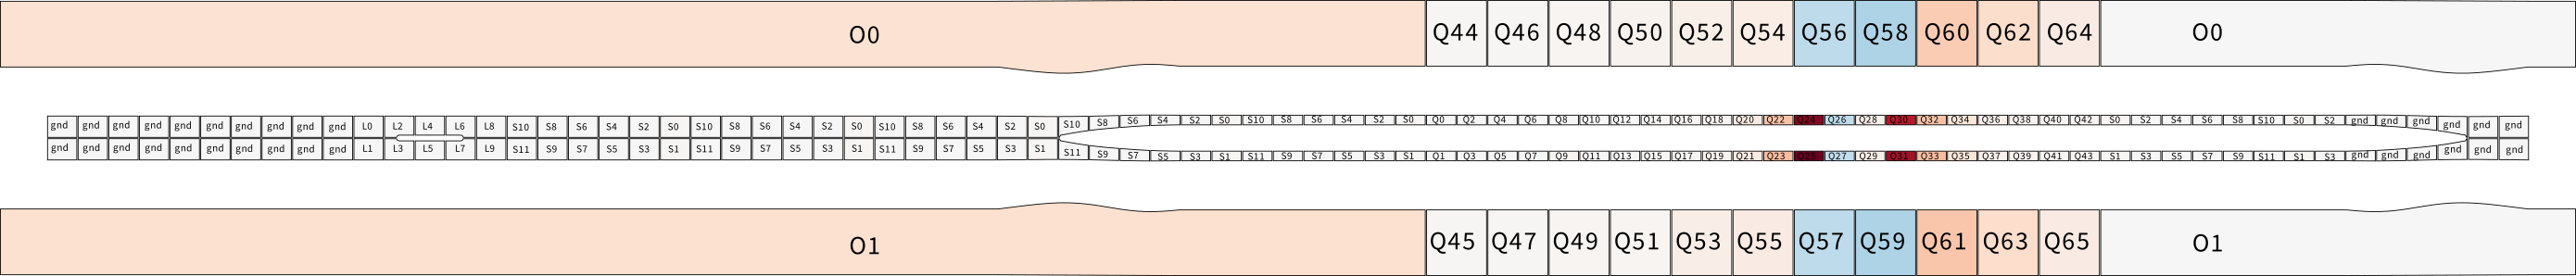 O0 Q44 Q46 Q48 Q50 Q52 Q54 Q56 Q58 Q60 Q62 Q64 O0
gnd gnd gnd gnd gnd gnd gnd gnd gnd gnd L0 L2 L4 L6 L8 S10 S8 S6 S4 S2 S0 S10 S8 S6 S4 S2 S0 S10 S8 S6 S4 S2 S0 S10 S8 S6 S4 S2 S0 S10 S8 S6 S4 S2 S0 Q0 Q2 Q4 Q6 Q8 Q10 Q12 Q14 Q16 Q18 Q20 Q22 Q24 Q26 Q28 Q30 Q32 Q34 Q36 Q38 Q40 Q42 S0 S2 S4 S6 S8 S10 S0 S2 gnd gnd gnd gnd gnd gnd
gnd gnd gnd gnd gnd gnd gnd gnd gnd gnd L1 L3 L5 L7 L9 S11 S9 S7 S5 S3 S1 S11 S9 S7 S5 S3 S1 S11 S9 S7 S5 S3 S1 S11 S9 S7 S5 S3 S1 S11 S9 S7 S5 S3 S1 Q1 Q3 Q5 Q7 Q9 Q11 Q13 Q15 Q17 Q19 Q21 Q23 Q25 Q27 Q29 Q31 Q33 Q35 Q37 Q39 Q41 Q43 S1 S3 S5 S7 S9 S11 S1 S3 gnd gnd gnd gnd gnd gnd
O1 Q45 Q47 Q49 Q51 Q53 Q55 Q57 Q59 Q61 Q63 Q65 O1